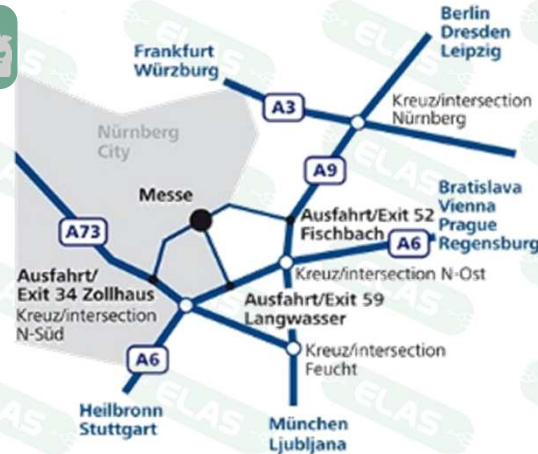 Berlin
Dresden
Leipzig
Frankfurt
Würzburg
A3
Kreuz/intersection
Nürnberg
Nürnberg
City
A9
Messe
Bratislava
Vienna
Prague
Regensburg
A73
Ausfahrt/Exit 52
Fischbach
A6
Ausfahrt/
Exit 34 Zollhaus
Kreuz/intersection
N-Süd
Kreuz/intersection N-Ost
Ausfahrt/Exit 59
Langwasser
A6
Kreuz/intersection
Feucht
Heilbronn
Stuttgart
München
Ljubljana
ELAS